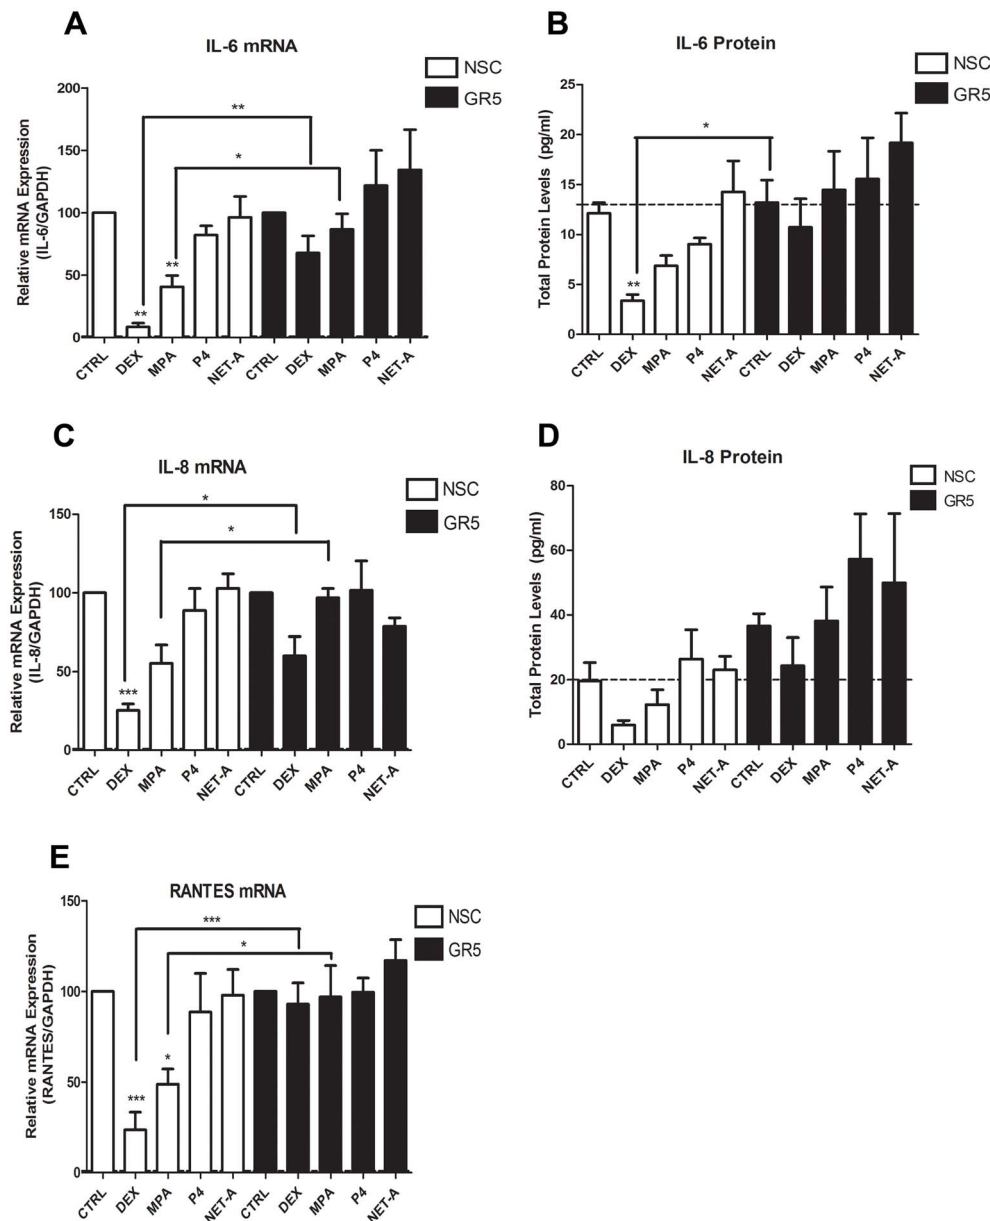 A
IL-6 mRNA
NSC
GR5
Relative mRNA Expression
(IL-6/GAPDH)
200
150
100
50
0
**
*
**
**
CTRL
DEX
MPA
P4
NET-A
CTRL
DEX
MPA
P4
NET-A
B
IL-6 Protein
NSC
GR5
Total Protein Levels (pg/ml)
25
20
15
10
5
0
*
**
CTRL
DEX
MPA
P4
NET-A
CTRL
DEX
MPA
P4
NET-A
C
IL-8 mRNA
NSC
GR5
Relative mRNA Expression
(IL-8/GAPDH)
150
100
50
0
*
*
***
CTRL
DEX
MPA
P4
NET-A
CTRL
DEX
MPA
P4
NET-A
D
IL-8 Protein
NSC
GR5
Total Protein Levels (pg/ml)
80
60
40
20
0
CTRL
DEX
MPA
P4
NET-A
CTRL
DEX
MPA
P4
NET-A
E
RANTES mRNA
NSC
GR5
Relative mRNA Expression
(RANTES/GAPDH)
150
100
50
0
***
*
***
*
CTRL
DEX
MPA
P4
NET-A
CTRL
DEX
MPA
P4
NET-A